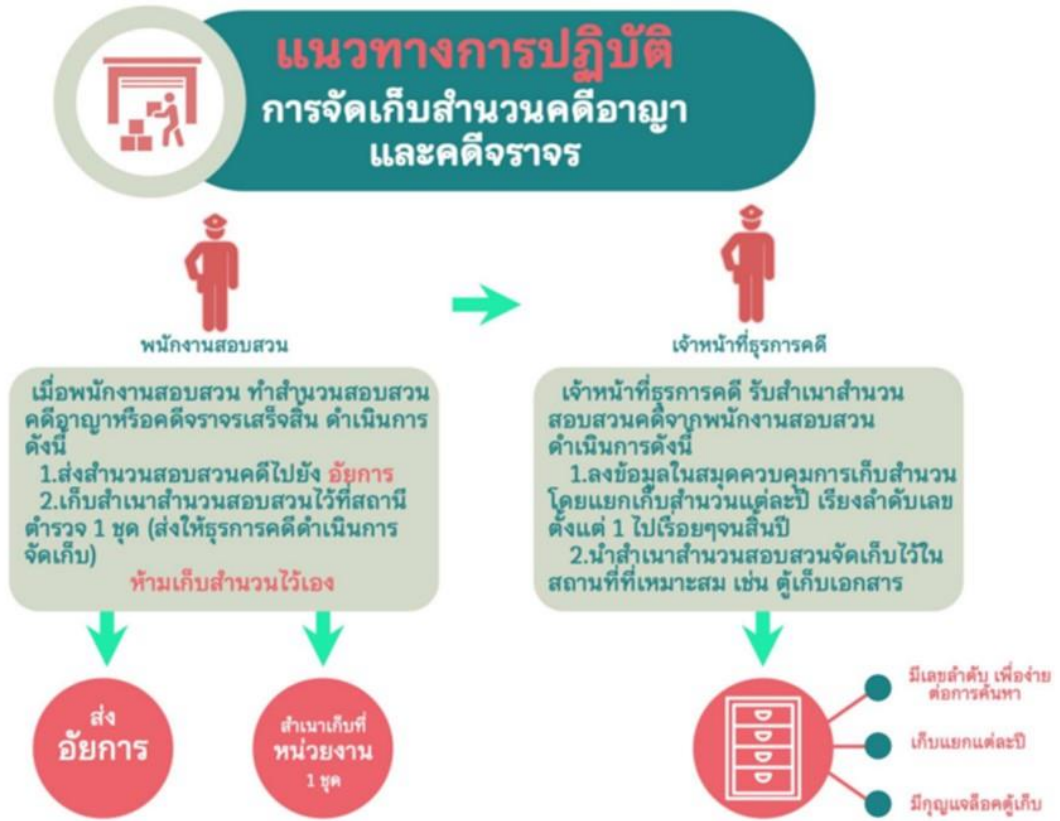 แนวทางการปฏิบัติ
การจัดเก็บสำนวนคดีอาญา
และคดีจราจร
พนักงานสอบสวน
เมื่อพนักงานสอบสวน ทำสำนวนสอบสวน
คดีอาญาหรือคดีจราจรเสร็จสิ้น ดำเนินการ
ดังนี้
1.ส่งสำนวนสอบสวนคดีไปยัง อัยการ
2.เก็บสำเนาสำนวนสอบสวนไว้ที่สถานี
ตำรวจ 1 ชุด (ส่งให้ธุรการคดีดำเนินการ
จัดเก็บ)
ห้ามเก็บสำนวนไว้เอง
ส่ง
อัยการ
สำเนาเก็บที่
หน่วยงาน
1 ชุด
เจ้าหน้าที่ธุรการคดี
เจ้าหน้าที่ธุรการคดี รับสำเนาสำนวน
สอบสวนคดีจากพนักงานสอบสวน
ดำเนินการดังนี้
1.ลงข้อมูลในสมุดควบคุมการเก็บสำนวน
โดยแยกเก็บสำนวนแต่ละปี เรียงลำดับเลข
ตั้งแต่ 1 ไปเรื่อยๆจนสิ้นปี
2.นำสำเนาสำนวนสอบสวนจัดเก็บไว้ใน
สถานที่ที่เหมาะสม เช่น ตู้เก็บเอกสาร
มีเลขลำดับ เพื่อง่าย
ต่อการค้นหา
เก็บแยกแต่ละปี
มีกุญแจล็อคตู้เก็บ